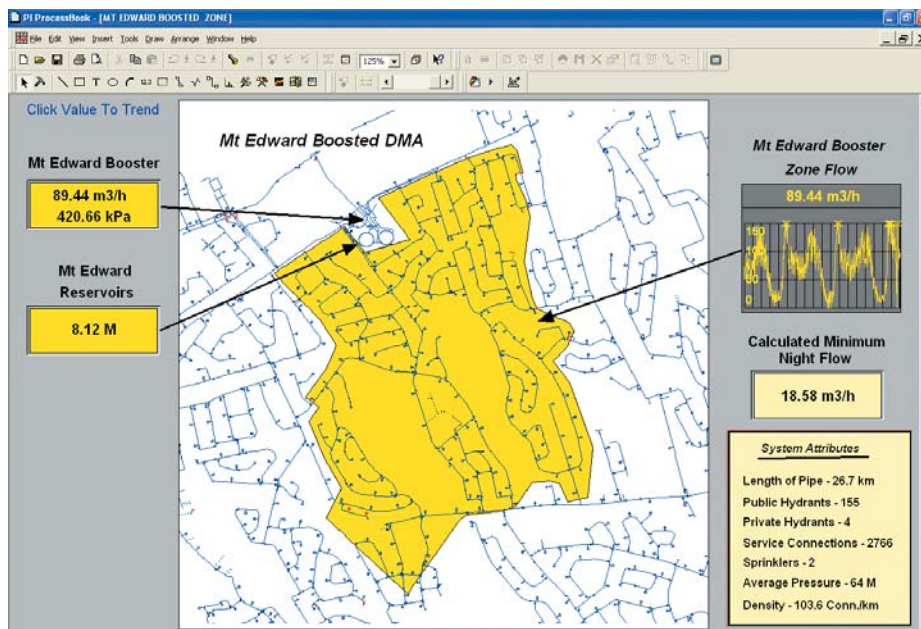 PI ProcessBook - [MT EDWARD BOOSTED ZONE]
File Edit View Insert Tools Draw Arrange Window Help
125%
Click Value To Trend
Mt Edward Booster
89.44 m3/h
420.66 kPa
Mt Edward
Reservoirs
8.12 M
Mt Edward Boosted DMA
Mt Edward Booster
Zone Flow
89.44 m3/h
150
100
50
0
Calculated Minimum
Night Flow
18.58 m3/h
System Attributes
Length of Pipe - 26.7 km
Public Hydrants - 155
Private Hydrants - 4
Service Connections - 2766
Sprinklers - 2
Average Pressure - 64 M
Density - 103.6 Conn./km